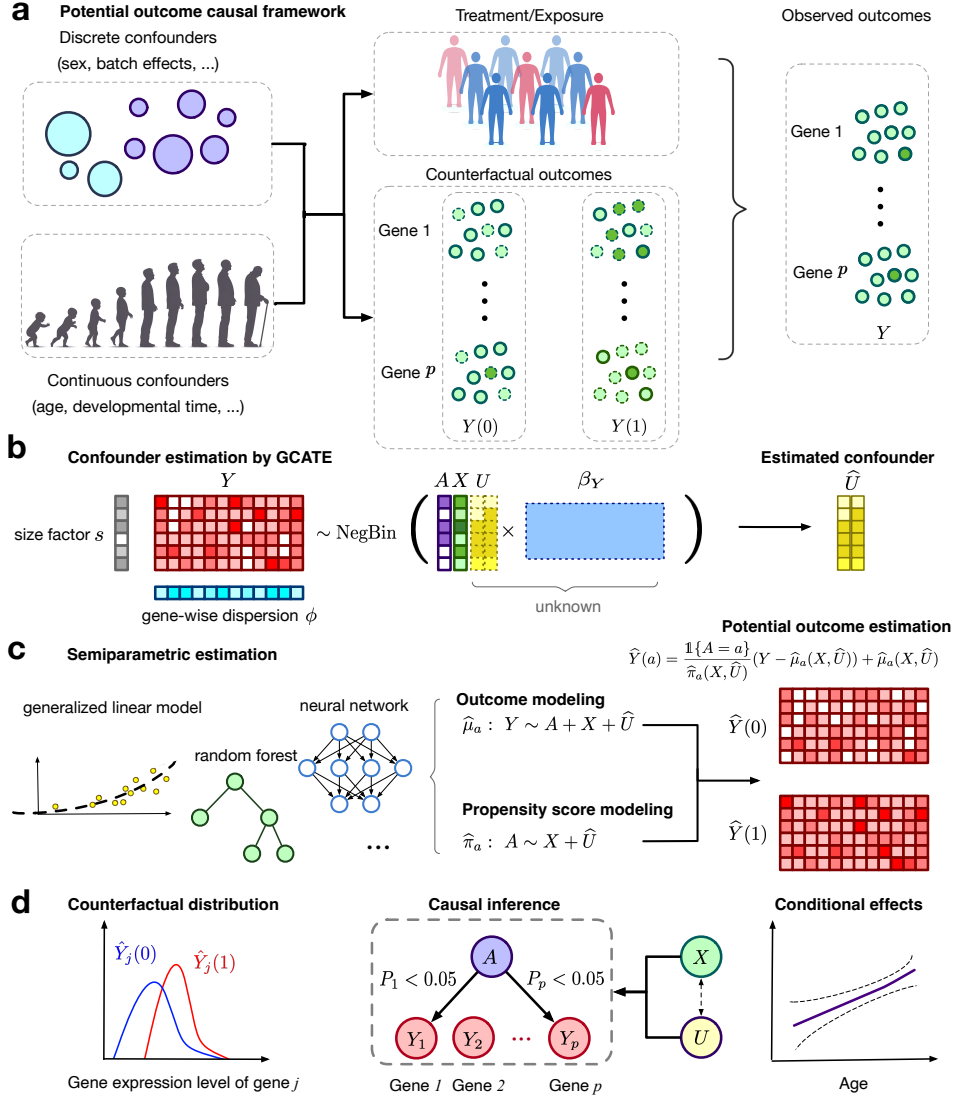 a
Potential outcome causal framework
Discrete confounders
(sex, batch effects, ...)
Continuous confounders
(age, developmental time, ...)
Treatment/Exposure
Counterfactual outcomes
Gene 1
Gene p
Y(0)
Y(1)
Observed outcomes
Gene 1
Gene p
Y
b
Confounder estimation by GCATE
Estimated confounder
Y
A X U
β_Y
Û
size factor s
∼ NegBin
(
×
)
unknown
gene-wise dispersion ϕ
c
Semiparametric estimation
Potential outcome estimation
Ŷ(a) = 𝟙{A = a} / π̂_a(X, Û) (Y − μ̂_a(X, Û)) + μ̂_a(X, Û)
generalized linear model
random forest
neural network
...
Outcome modeling
μ̂_a : Y ∼ A + X + Û
Propensity score modeling
π̂_a : A ∼ X + Û
Ŷ(0)
Ŷ(1)
d
Counterfactual distribution
Ŷ_j(0)
Ŷ_j(1)
Gene expression level of gene j
Causal inference
A
P₁ < 0.05
P_p < 0.05
Y₁
Y₂
...
Y_p
Gene 1
Gene 2
Gene p
X
U
Conditional effects
Age